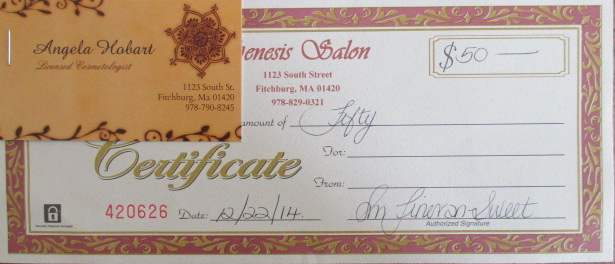 Angela Hobart
Licensed Cosmetologist
1123 South St.
Fitchburg, MA 01420
978-790-8245
enesis Salon
1123 South Street
Fitchburg, MA 01420
978-829-0321
$50
amount of Fifty
For:
Certificate
From:
420626 Date: 12/22/14.
Authorized Signature